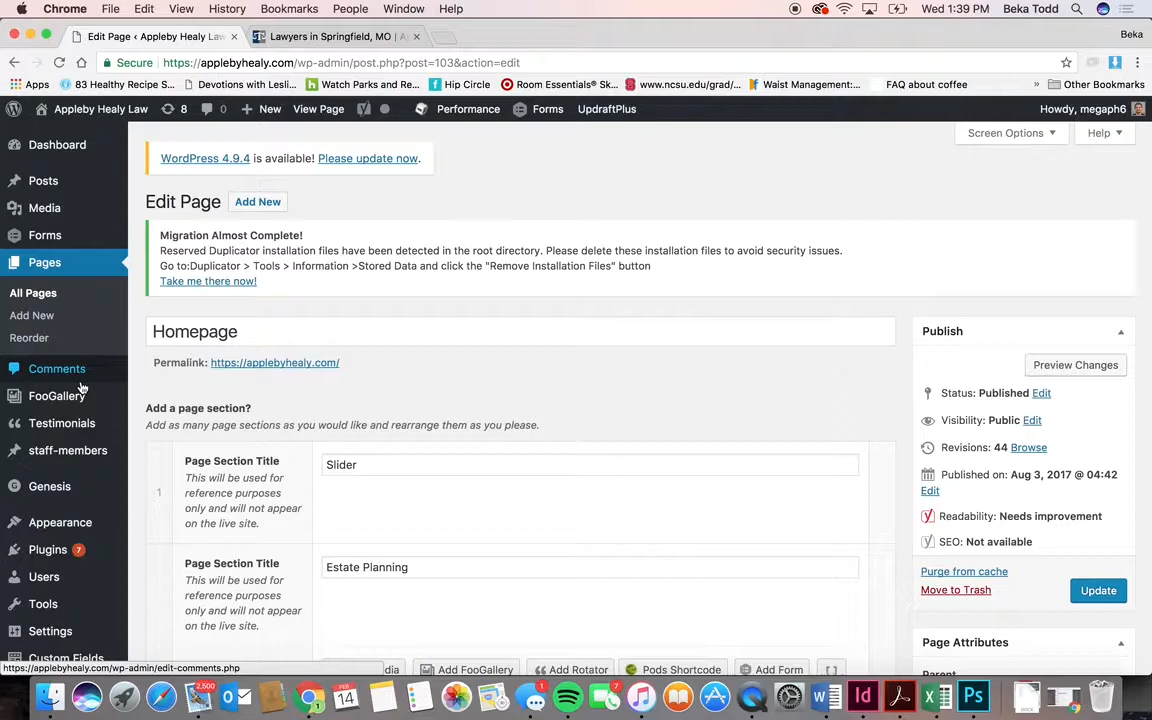 Chrome File Edit View History Bookmarks People Window Help Wed 1:39 PM Beka Todd
Edit Page ‹ Appleby Healy Law Lawyers in Springfield, MO | A Beka
Secure https://applebyhealy.com/wp-admin/post.php?post=103&action=edit
Apps 83 Healthy Recipe S... Devotions with Lesli... Watch Parks and Re... Hip Circle Room Essentials® Sk... www.ncsu.edu/grad/... Waist Management:... FAQ about coffee » Other Bookmarks
Appleby Healy Law 8 0 New View Page Performance Forms UpdraftPlus Howdy, megaph6
Screen Options Help
Dashboard
Posts
Media
Forms
Pages
All Pages
Add New
Reorder
Comments
FooGallery
Testimonials
staff-members
Genesis
Appearance
Plugins 7
Users
Tools
Settings
Custom Fields
WordPress 4.9.4 is available! Please update now.
Edit Page Add New
Migration Almost Complete!
Reserved Duplicator installation files have been detected in the root directory. Please delete these installation files to avoid security issues.
Go to:Duplicator > Tools > Information >Stored Data and click the "Remove Installation Files" button
Take me there now!
Homepage
Permalink: https://applebyhealy.com/
Add a page section?
Add as many page sections as you would like and rearrange them as you please.
1
Page Section Title
This will be used for
reference purposes
only and will not appear
on the live site.
Slider
Page Section Title
This will be used for
reference purposes
only and will not
appear on the live
site.
Estate Planning
dia Add FooGallery Add Rotator Pods Shortcode Add Form [ ]
Publish
Preview Changes
Status: Published Edit
Visibility: Public Edit
Revisions: 44 Browse
Published on: Aug 3, 2017 @ 04:42
Edit
Readability: Needs improvement
SEO: Not available
Purge from cache
Move to Trash Update
Page Attributes
Parent
https://applebyhealy.com/wp-admin/edit-comments.php
2,500
FEB
14
1
7
W
Id
X
Ps